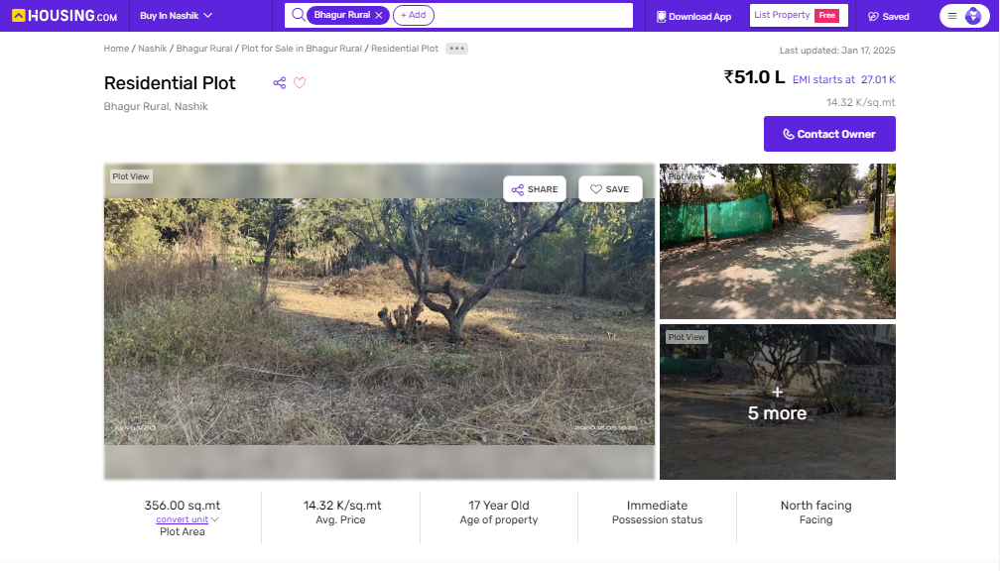 HOUSING.COM
Buy In Nashik
Bhagur Rural
+ Add
Download App
List Property Free
Saved
Home / Nashik / Bhagur Rural / Plot for Sale in Bhagur Rural / Residential Plot
Last updated: Jan 17, 2025
Residential Plot
₹51.0 L EMI starts at 27.01 K
Bhagur Rural, Nashik
14.32 K/sq.mt
Contact Owner
Plot View
SHARE
SAVE
Plot View
Plot View
+
5 more
356.00 sq.mt
convert unit
Plot Area
14.32 K/sq.mt
Avg. Price
17 Year Old
Age of property
Immediate
Possession status
North facing
Facing